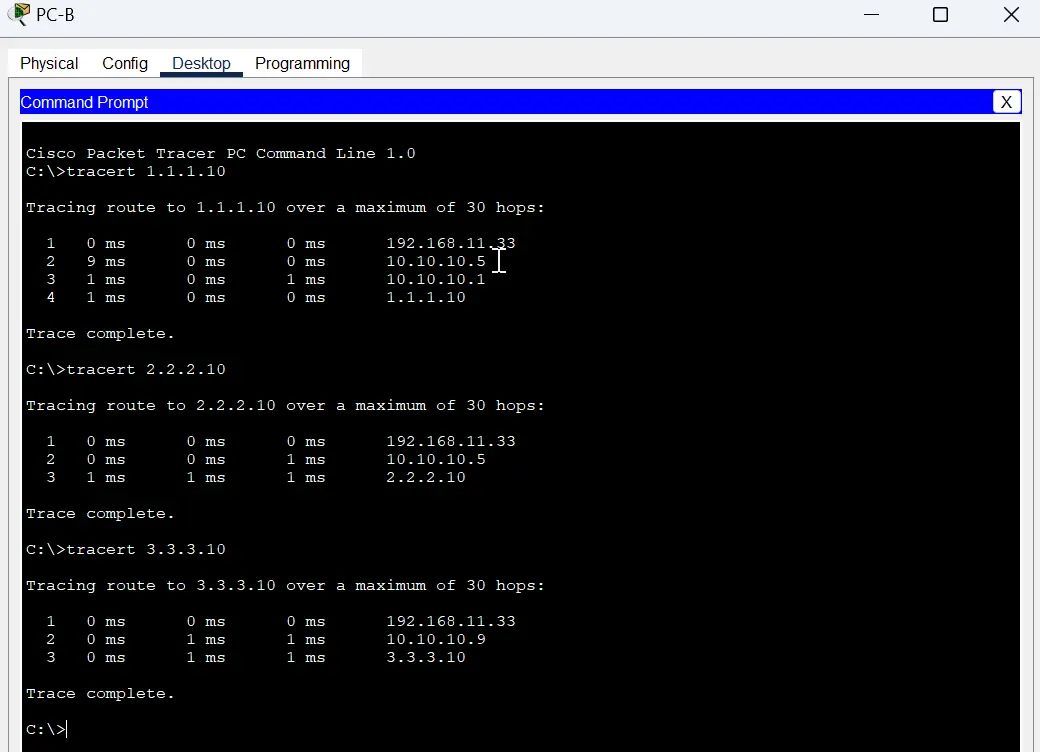 PC-B
Physical Config Desktop Programming
Command Prompt X
Cisco Packet Tracer PC Command Line 1.0
C:\>tracert 1.1.1.10
Tracing route to 1.1.1.10 over a maximum of 30 hops:
1 0 ms 0 ms 0 ms 192.168.11.33
2 9 ms 0 ms 0 ms 10.10.10.5
3 1 ms 0 ms 1 ms 10.10.10.1
4 1 ms 0 ms 0 ms 1.1.1.10
Trace complete.
C:\>tracert 2.2.2.10
Tracing route to 2.2.2.10 over a maximum of 30 hops:
1 0 ms 0 ms 0 ms 192.168.11.33
2 0 ms 0 ms 1 ms 10.10.10.5
3 1 ms 1 ms 1 ms 2.2.2.10
Trace complete.
C:\>tracert 3.3.3.10
Tracing route to 3.3.3.10 over a maximum of 30 hops:
1 0 ms 0 ms 0 ms 192.168.11.33
2 0 ms 1 ms 1 ms 10.10.10.9
3 0 ms 1 ms 1 ms 3.3.3.10
Trace complete.
C:\>